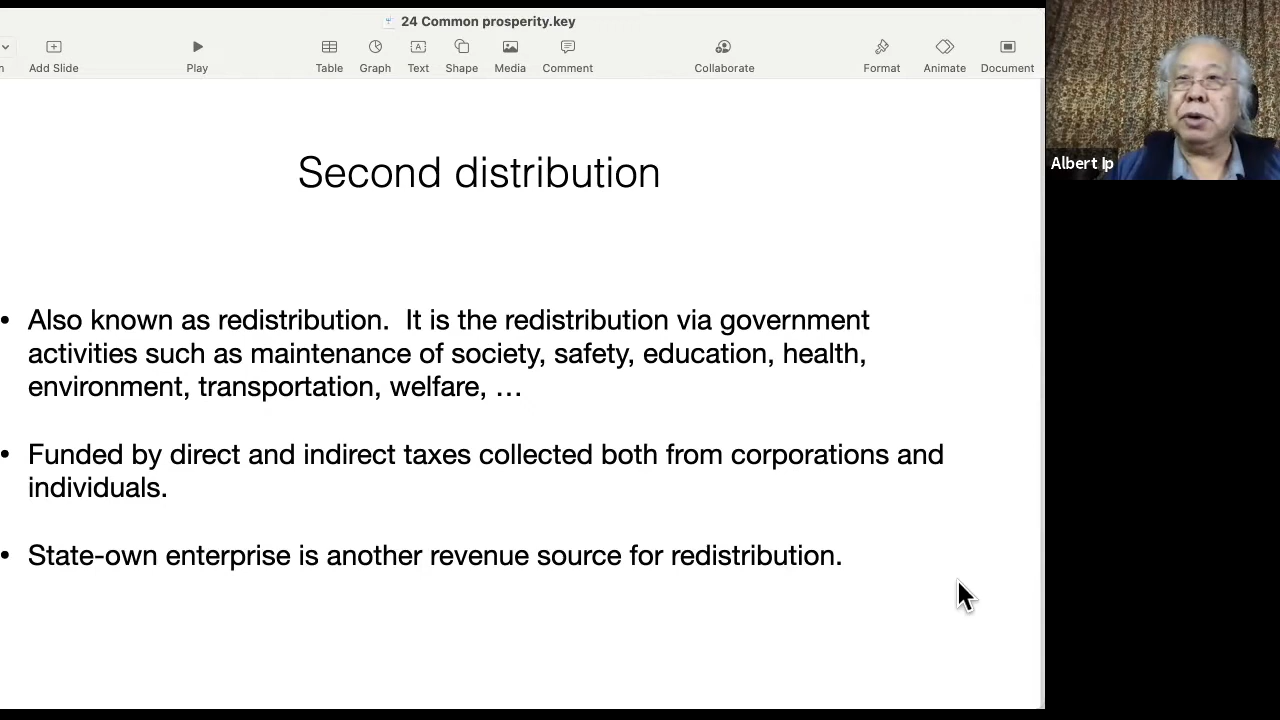 24 Common prosperity.key
Add Slide
Play
Table
Graph
Text
Shape
Media
Comment
Collaborate
Format
Animate
Document
Albert Ip
Second distribution
• Also known as redistribution.  It is the redistribution via government
activities such as maintenance of society, safety, education, health,
environment, transportation, welfare, …
• Funded by direct and indirect taxes collected both from corporations and
individuals.
• State-own enterprise is another revenue source for redistribution.